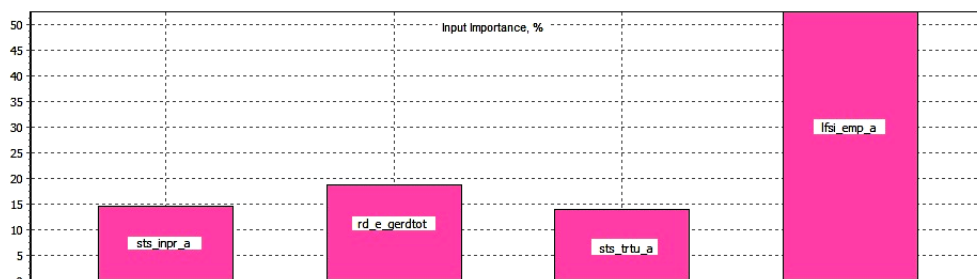 Input Importance, %
50
45
40
35
30
25
20
15
10
5
0
sts_inpr_a
rd_e_gerdtot
sts_trtu_a
lfsi_emp_a